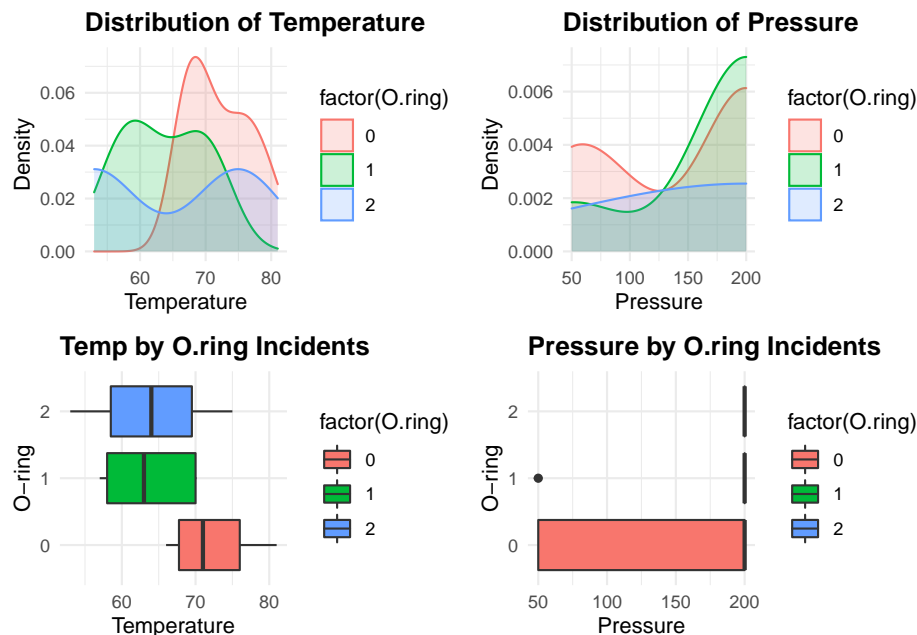 Distribution of Temperature
0.06
0.04
0.02
0.00
Density
60 70 80
Temperature
factor(O.ring)
0
1
2
Distribution of Pressure
0.006
0.004
0.002
0.000
Density
50 100 150 200
Pressure
factor(O.ring)
0
1
2
Temp by O.ring Incidents
2
1
0
O−ring
60 70 80
Temperature
factor(O.ring)
0
1
2
Pressure by O.ring Incidents
2
1
0
O−ring
50 100 150 200
Pressure
factor(O.ring)
0
1
2